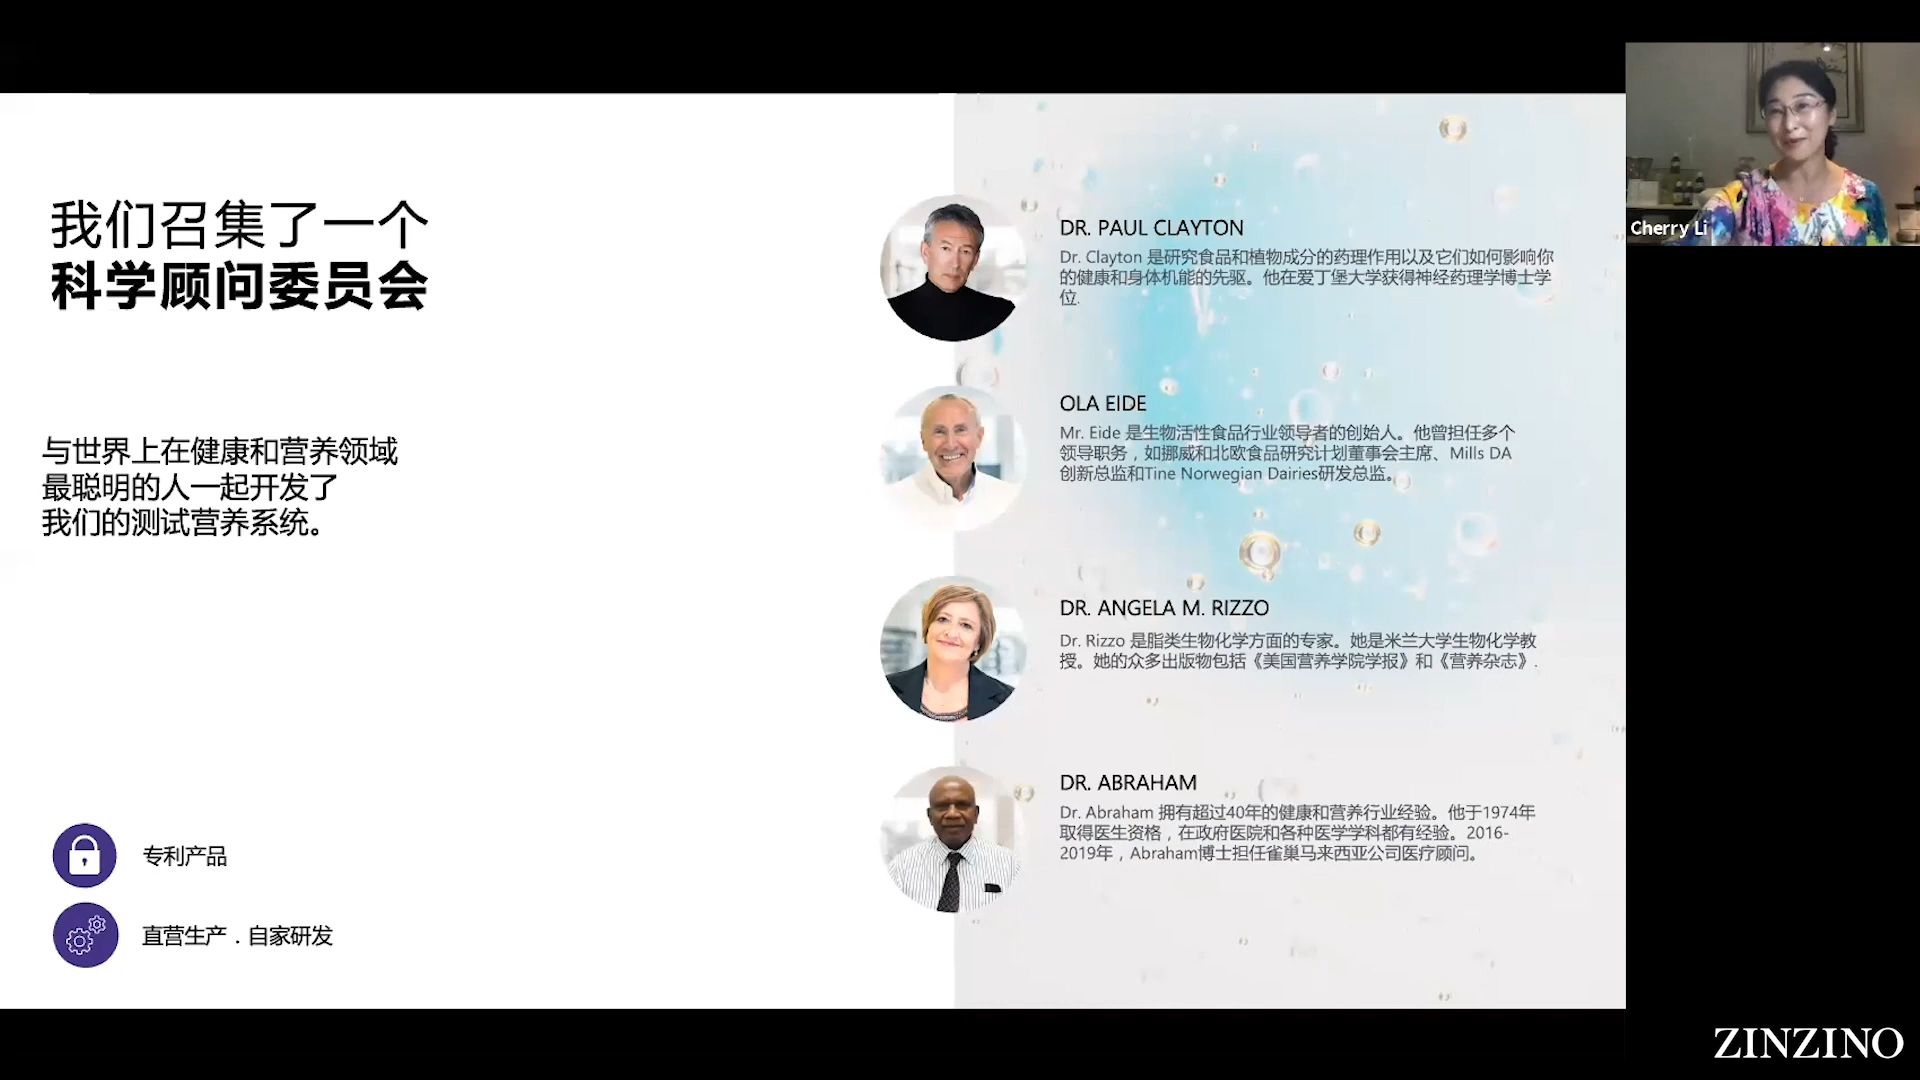 我们召集了一个
科学顾问委员会
与世界上在健康和营养领域
最聪明的人一起开发了
我们的测试营养系统。
专利产品
直营生产．自家研发
DR. PAUL CLAYTON
Dr. Clayton 是研究食品和植物成分的药理作用以及它们如何影响你
的健康和身体机能的先驱。他在爱丁堡大学获得神经药理学博士学
位.
OLA EIDE
Mr. Eide 是生物活性食品行业领导者的创始人。他曾担任多个
领导职务，如挪威和北欧食品研究计划董事会主席、Mills DA
创新总监和Tine Norwegian Dairies研发总监。
DR. ANGELA M. RIZZO
Dr. Rizzo 是脂类生物化学方面的专家。她是米兰大学生物化学教
授。她的众多出版物包括《美国营养学院学报》和《营养杂志》.
DR. ABRAHAM
Dr. Abraham 拥有超过40年的健康和营养行业经验。他于1974年
取得医生资格，在政府医院和各种医学学科都有经验。2016-
2019年，Abraham博士担任雀巢马来西亚公司医疗顾问。
Cherry Li
ZINZINO